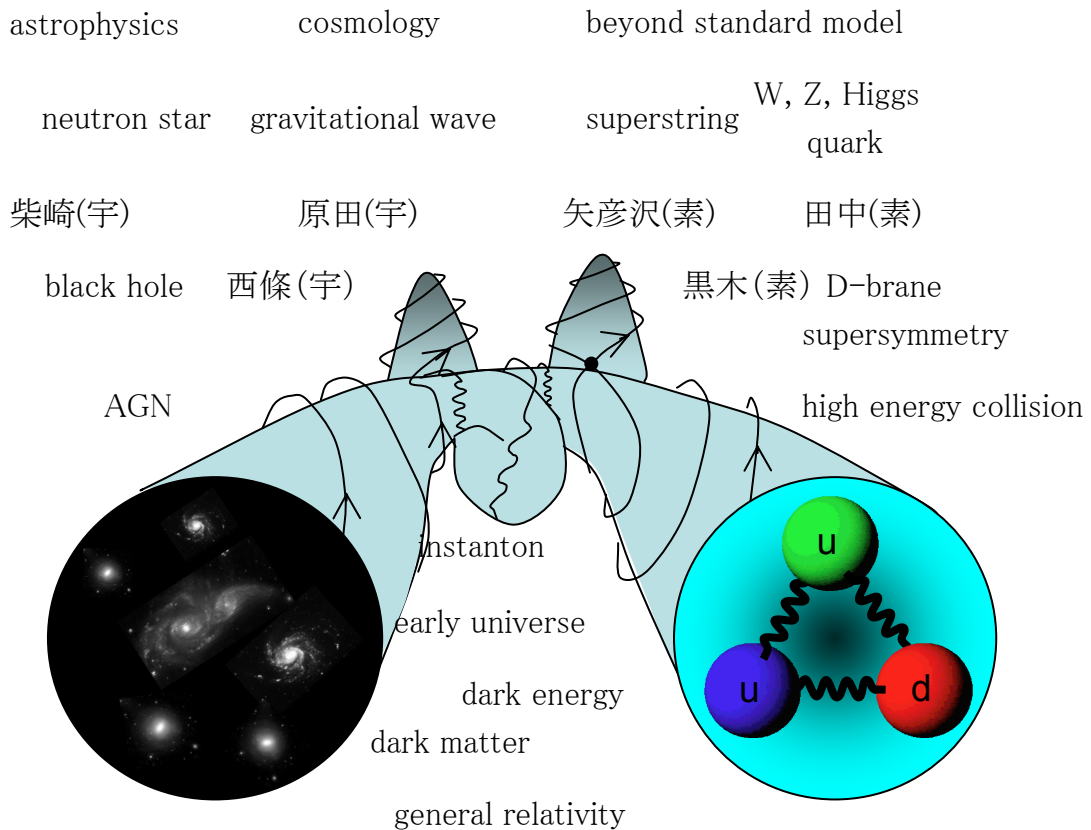 astrophysics cosmology beyond standard model
W, Z, Higgs
neutron star gravitational wave superstring
quark
柴崎(宇) 原田(宇) 矢彦沢(素) 田中(素)
black hole 西條(宇) 黒木(素) D-brane
supersymmetry
AGN high energy collision
u
instanton
early universe
u d
dark energy
dark matter
general relativity